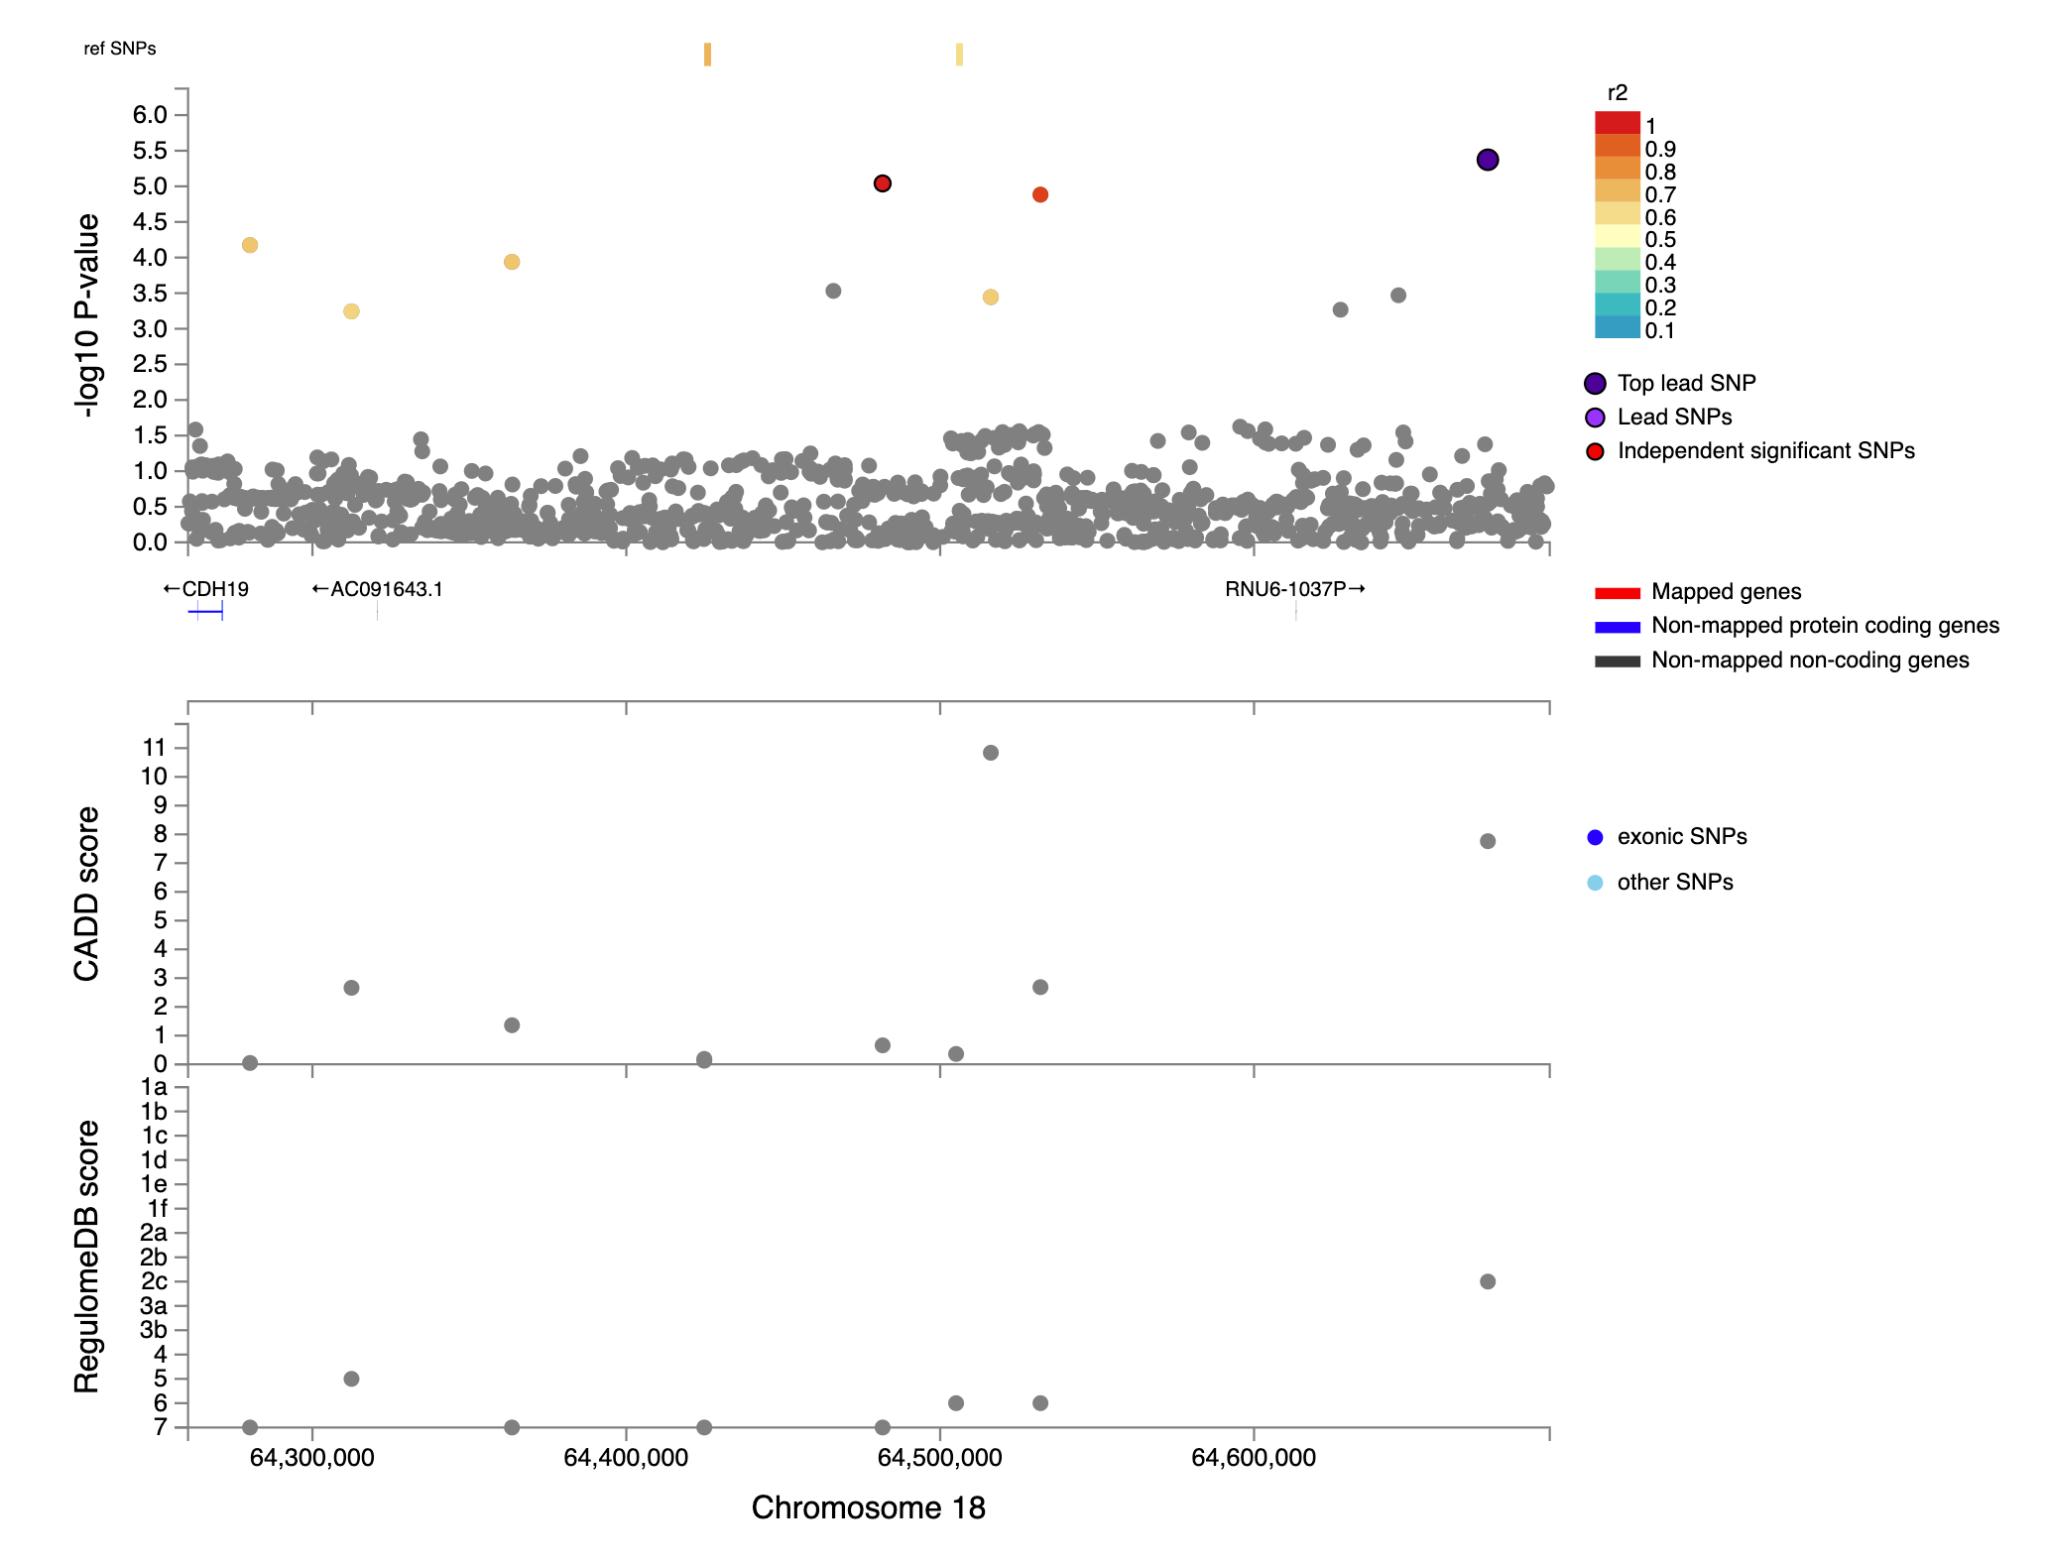 ref SNPs
6.0
5.5
5.0
4.5
4.0
3.5
3.0
2.5
2.0
1.5
1.0
0.5
0.0
-log10 P-value
r2
1
0.9
0.8
0.7
0.6
0.5
0.4
0.3
0.2
0.1
Top lead SNP
Lead SNPs
Independent significant SNPs
←CDH19 ←AC091643.1 RNU6-1037P→
Mapped genes
Non-mapped protein coding genes
Non-mapped non-coding genes
11
10
9
8
7
6
5
4
3
2
1
0
CADD score
exonic SNPs
other SNPs
1a
1b
1c
1d
1e
1f
2a
2b
2c
3a
3b
4
5
6
7
RegulomeDB score
64,300,000 64,400,000 64,500,000 64,600,000
Chromosome 18